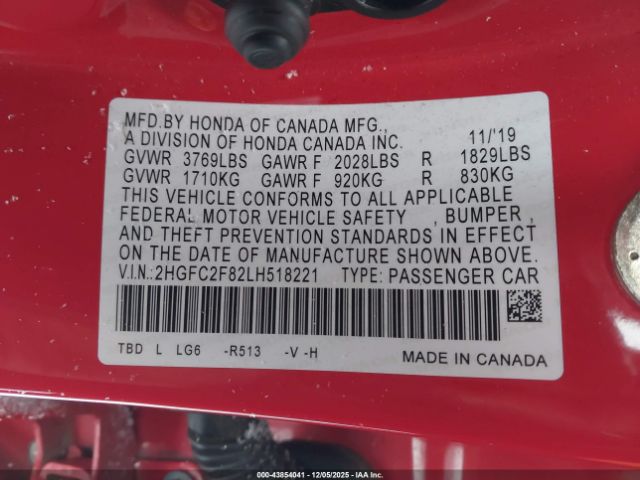 MFD.BY HONDA OF CANADA MFG.,
A DIVISION OF HONDA CANADA INC. 11/'19
GVWR 3769LBS GAWR F 2028LBS R 1829LBS
GVWR 1710KG GAWR F 920KG R 830KG
THIS VEHICLE CONFORMS TO ALL APPLICABLE
FEDERAL MOTOR VEHICLE SAFETY , BUMPER ,
AND THEFT PREVENTION STANDARDS IN EFFECT
ON THE DATE OF MANUFACTURE SHOWN ABOVE.
V.I.N.:2HGFC2F82LH518221 TYPE: PASSENGER CAR
TBD L LG6 -R513 -V -H
MADE IN CANADA
000-43854041 - 12/05/2025 - IAA Inc.